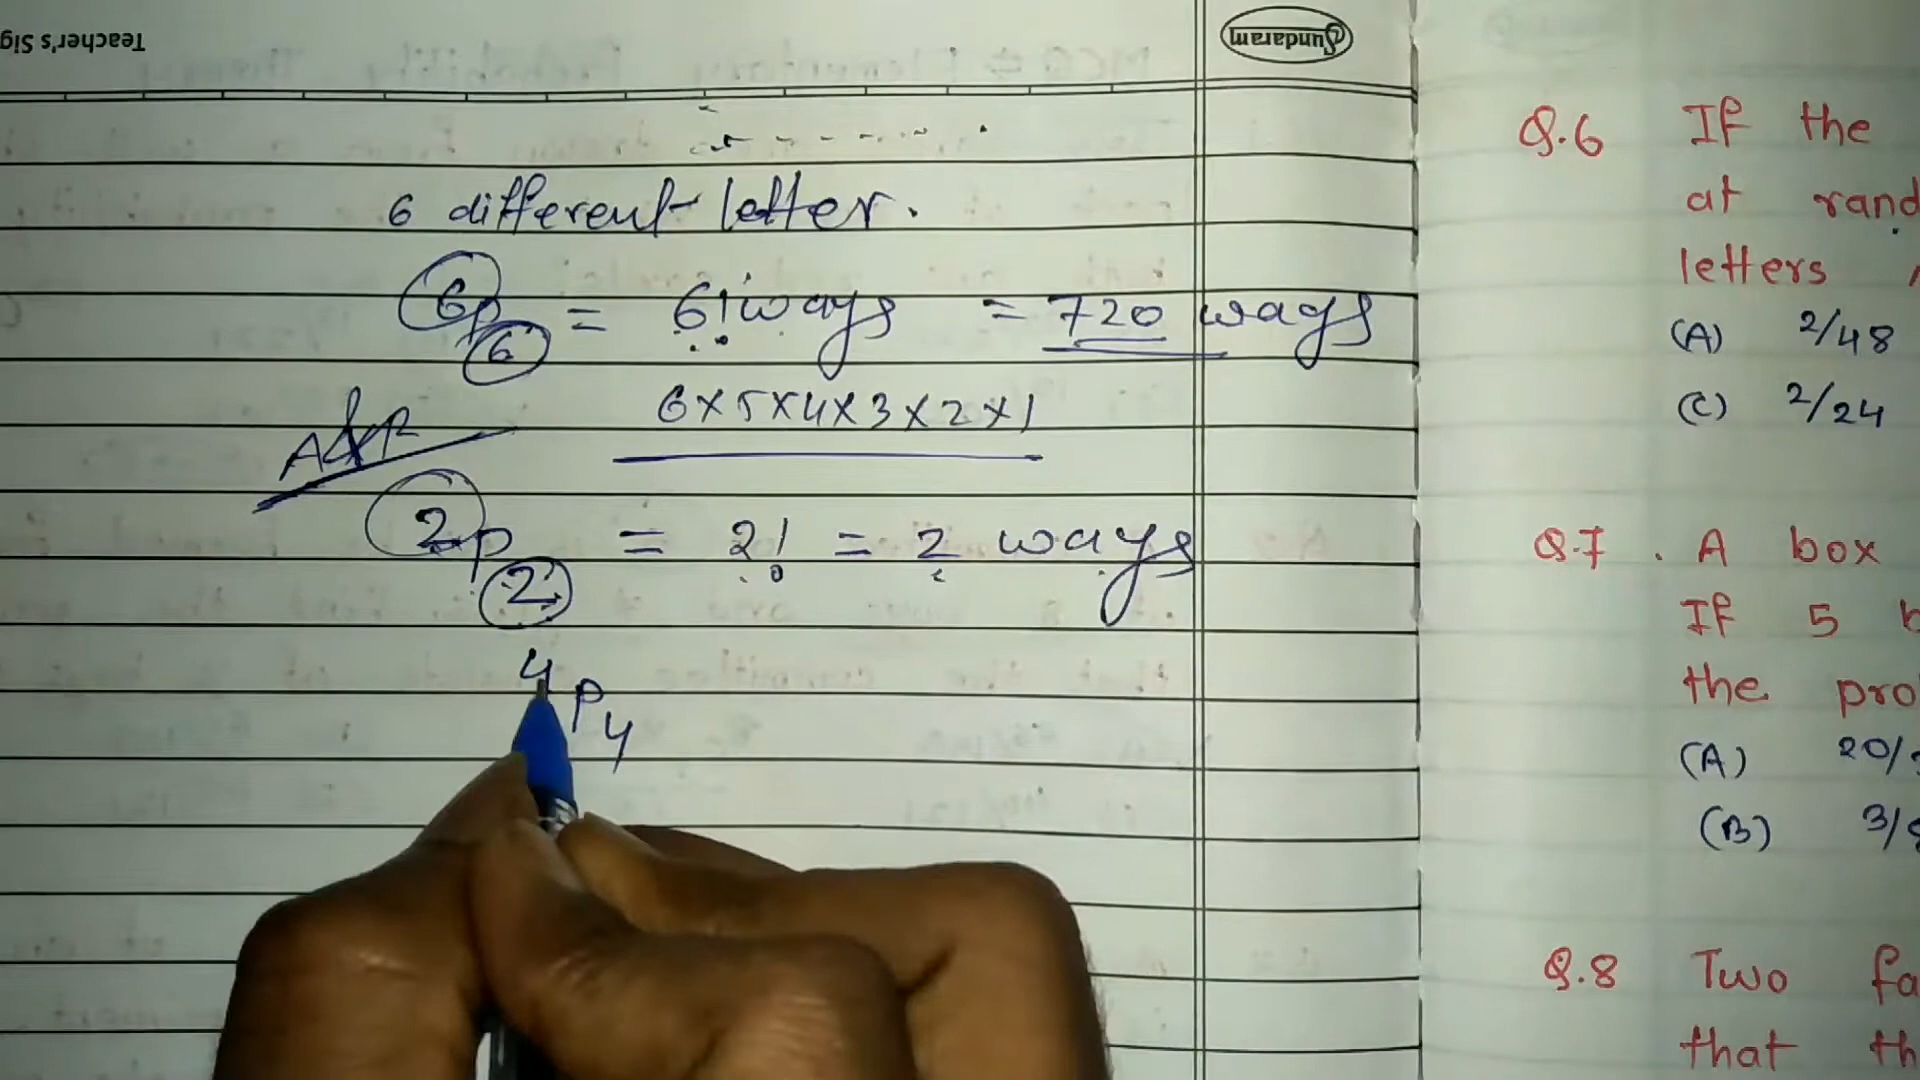 Teacher's Sig
Sundaram
6 different letter.
6P6 = 6! ways = 720 ways
6×5×4×3×2×1
A&R
2P2 = 2! = 2 ways
4P4
Q.6 If the
at rand
letters
(A) 2/48
(C) 2/24
Q.7. A box
If 5 b
the pro
(A) 20/
(B) 3/
Q.8 Two fa
that th